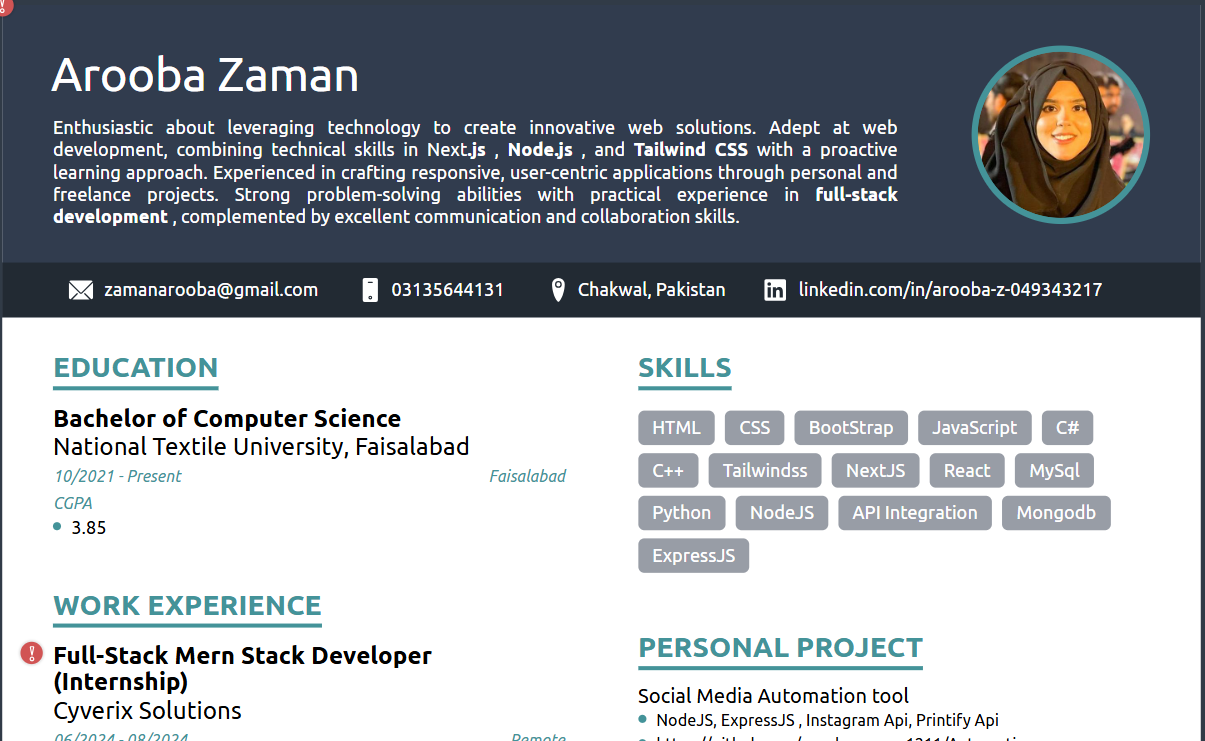 Arooba Zaman
Enthusiastic about leveraging technology to create innovative web solutions. Adept at web
development, combining technical skills in Next.js , Node.js , and Tailwind CSS with a proactive
learning approach. Experienced in crafting responsive, user-centric applications through personal and
freelance projects. Strong problem-solving abilities with practical experience in full-stack
development , complemented by excellent communication and collaboration skills.
zamanarooba@gmail.com
03135644131
Chakwal, Pakistan
linkedin.com/in/arooba-z-049343217
EDUCATION
Bachelor of Computer Science
National Textile University, Faisalabad
10/2021 - Present
Faisalabad
CGPA
3.85
WORK EXPERIENCE
Full-Stack Mern Stack Developer
(Internship)
Cyverix Solutions
06/2024 - 08/2024
Remote
SKILLS
HTML
CSS
BootStrap
JavaScript
C#
C++
Tailwindss
NextJS
React
MySql
Python
NodeJS
API Integration
Mongodb
ExpressJS
PERSONAL PROJECT
Social Media Automation tool
NodeJS, ExpressJS , Instagram Api, Printify Api